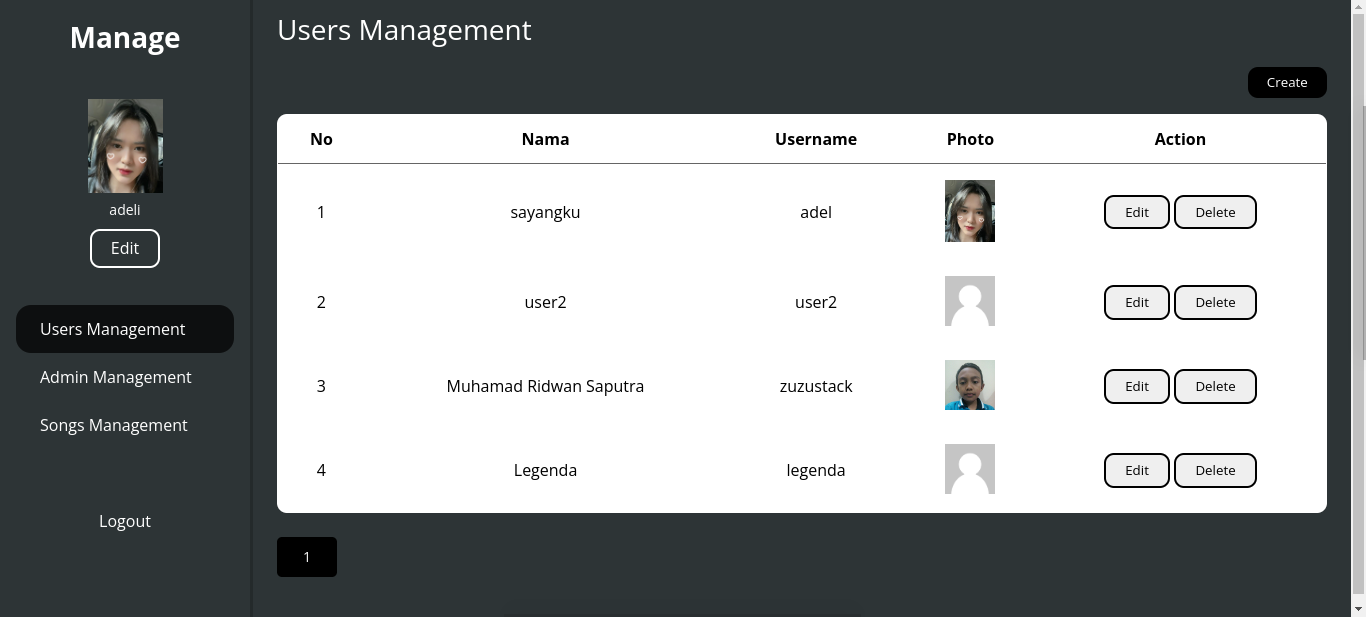 Manage
adeli
Edit
Users Management
Admin Management
Songs Management
Logout
Users Management
Create
No Nama Username Photo Action
1 sayangku adel Edit Delete
2 user2 user2 Edit Delete
3 Muhamad Ridwan Saputra zuzustack Edit Delete
4 Legenda legenda Edit Delete
1